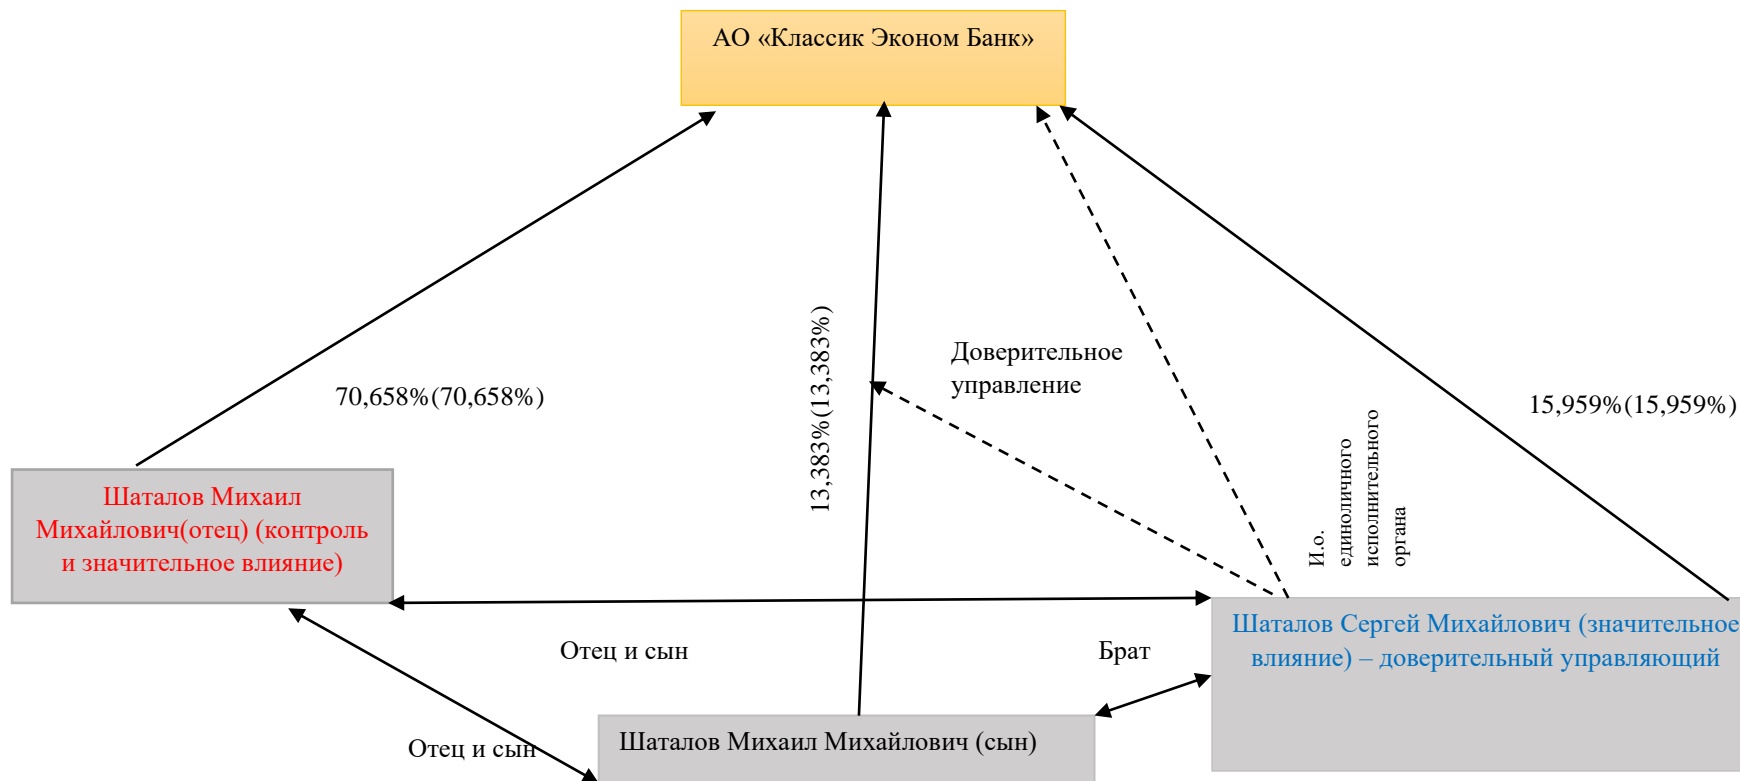 АО «Классик Эконом Банк»
Доверительное
управление
70,658%(70,658%)
13,383%(13,383%)
15,959%(15,959%)
И.о.
единоличного
исполнительного
органа
Шаталов Михаил
Михайлович(отец) (контроль
и значительное влияние)
Шаталов Сергей Михайлович (значительное
влияние) – доверительный управляющий
Отец и сын
Брат
Шаталов Михаил Михайлович (сын)
Отец и сын